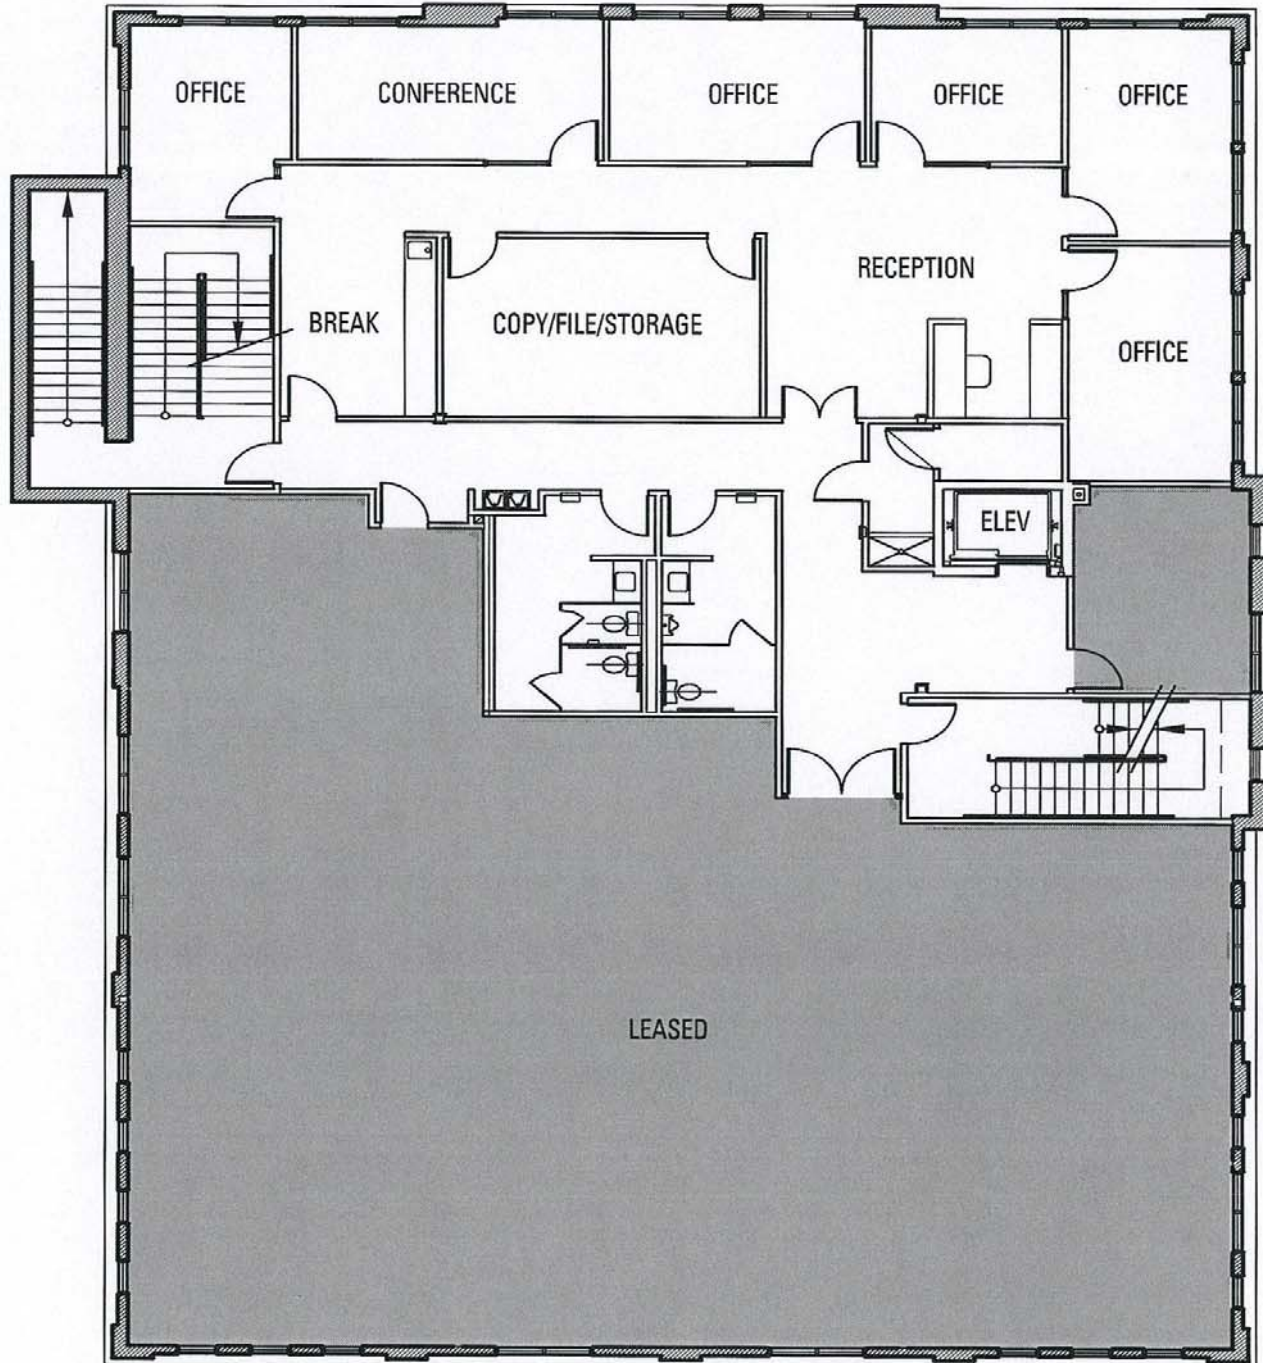 OFFICE
CONFERENCE
OFFICE
OFFICE
OFFICE
RECEPTION
BREAK
COPY/FILE/STORAGE
OFFICE
ELEV
LEASED